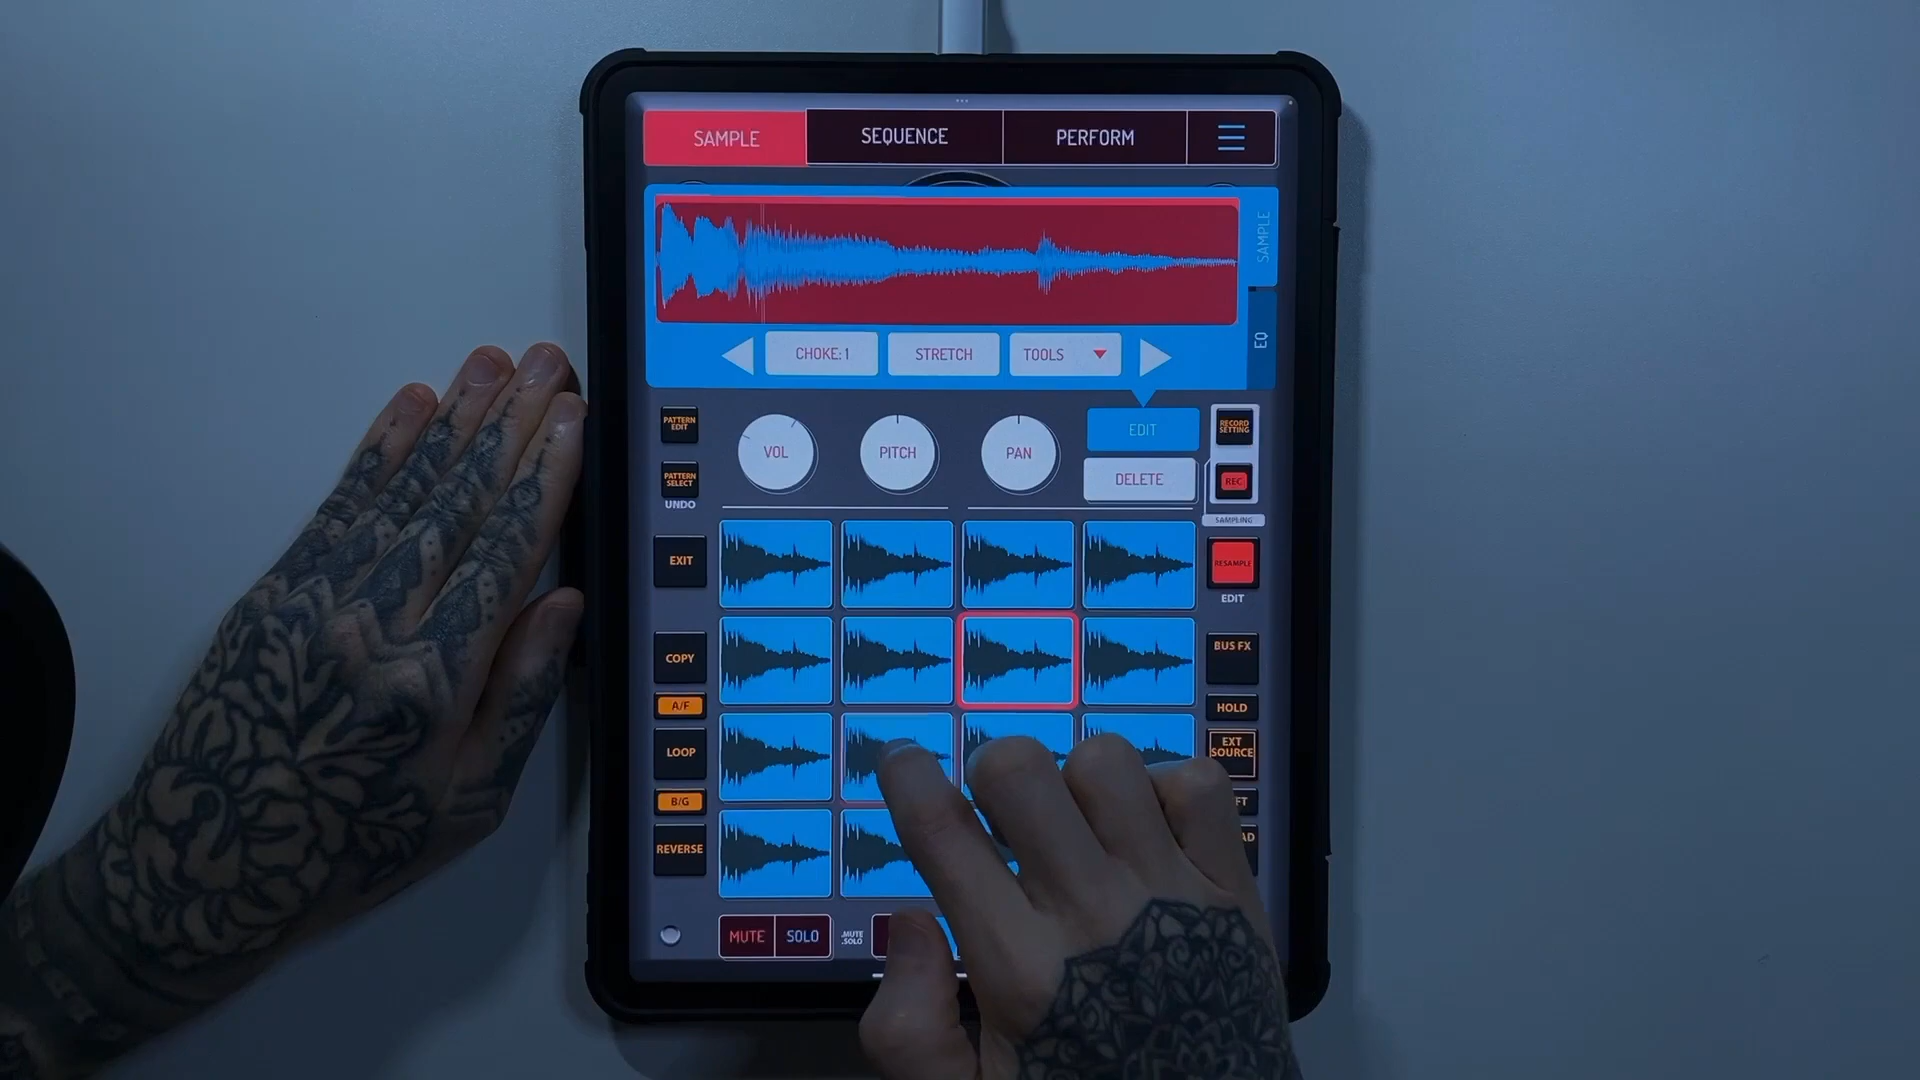 SAMPLE
SEQUENCE
PERFORM
SAMPLE
EQ
CHOKE: 1
STRETCH
TOOLS
PATTERN
EDIT
VOL
PITCH
PAN
EDIT
RECORD
SETTING
PATTERN
SELECT
UNDO
DELETE
REC
SAMPLING
EXIT
RESAMPLE
EDIT
COPY
BUS FX
A/F
HOLD
LOOP
EXT
SOURCE
B/G
REVERSE
MUTE
SOLO
MUTE
SOLO